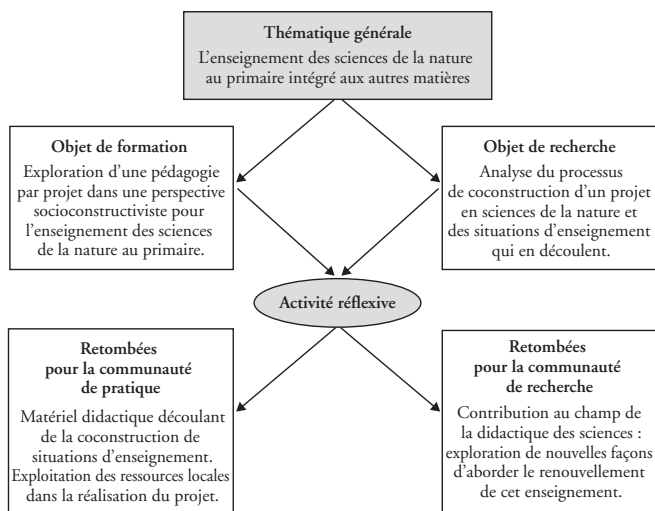 Thématique générale
L’enseignement des sciences de la nature
au primaire intégré aux autres matières
Objet de formation
Exploration d’une pédagogie
par projet dans une perspective
socioconstructiviste pour
l’enseignement des sciences
de la nature au primaire.
Objet de recherche
Analyse du processus
de coconstruction d’un projet
en sciences de la nature et
des situations d’enseignement
qui en découlent.
Activité réflexive
Retombées
pour la communauté
de pratique
Matériel didactique découlant
de la coconstruction de
situations d’enseignement.
Exploitation des ressources locales
dans la réalisation du projet.
Retombées
pour la communauté
de recherche
Contribution au champ de
la didactique des sciences :
exploration de nouvelles façons
d’aborder le renouvellement
de cet enseignement.